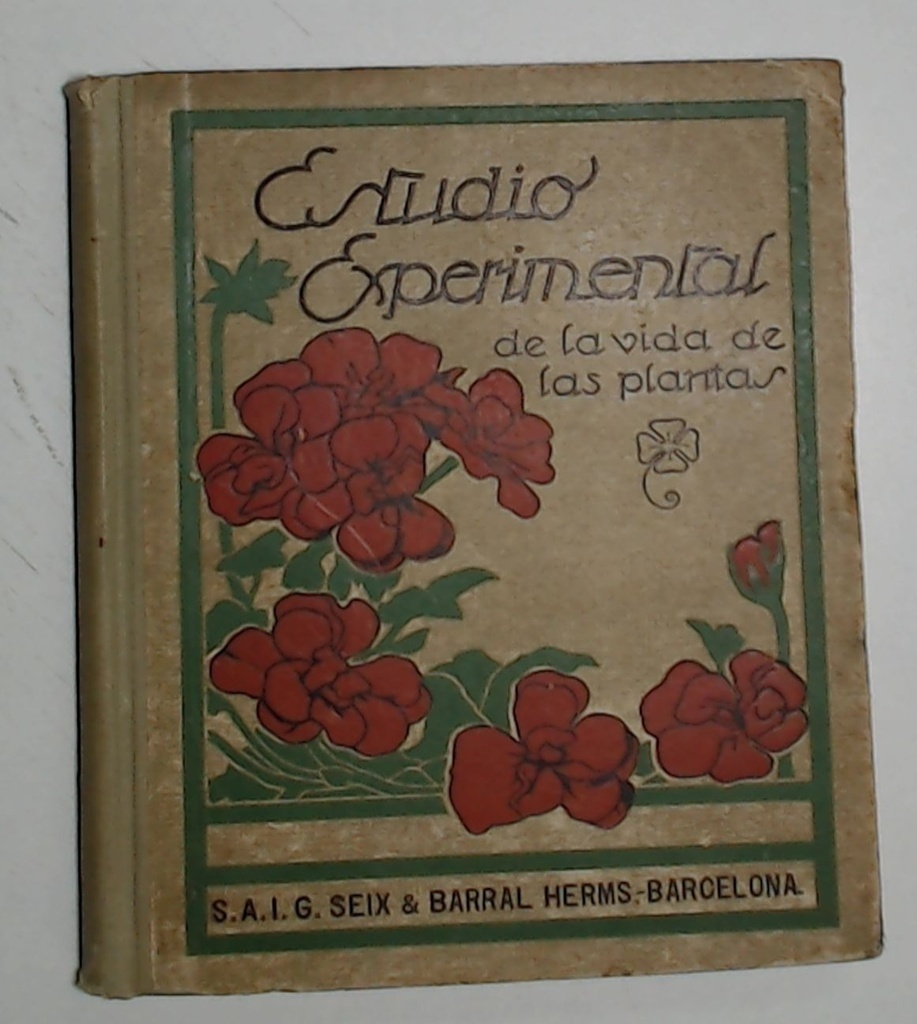 Estudio
Experimental
de la vida de
las plantas
S.A.I.G. SEIX & BARRAL HERMS.-BARCELONA.